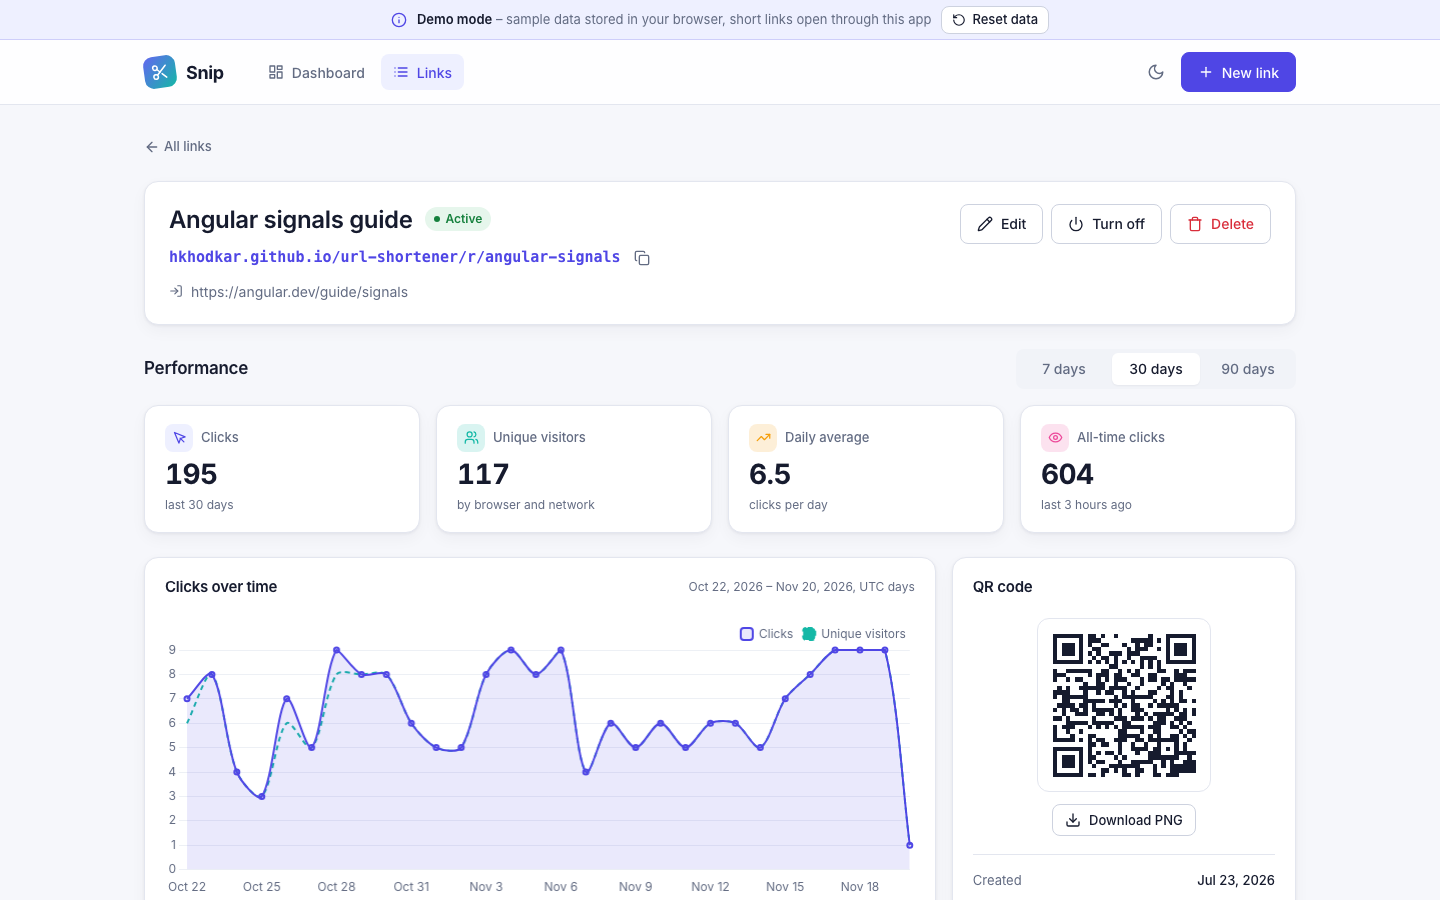 Demo mode – sample data stored in your browser, short links open through this app
Reset data
Snip
Dashboard
Links
New link
All links
Angular signals guide
Active
Edit
Turn off
Delete
hkhodkar.github.io/url-shortener/r/angular-signals
https://angular.dev/guide/signals
Performance
7 days
30 days
90 days
Clicks
195
last 30 days
Unique visitors
117
by browser and network
Daily average
6.5
clicks per day
All-time clicks
604
last 3 hours ago
Clicks over time
Oct 22, 2026 – Nov 20, 2026, UTC days
Clicks
Unique visitors
9
8
7
6
5
4
3
2
1
0
Oct 22
Oct 25
Oct 28
Oct 31
Nov 3
Nov 6
Nov 9
Nov 12
Nov 15
Nov 18
QR code
Download PNG
Created
Jul 23, 2026